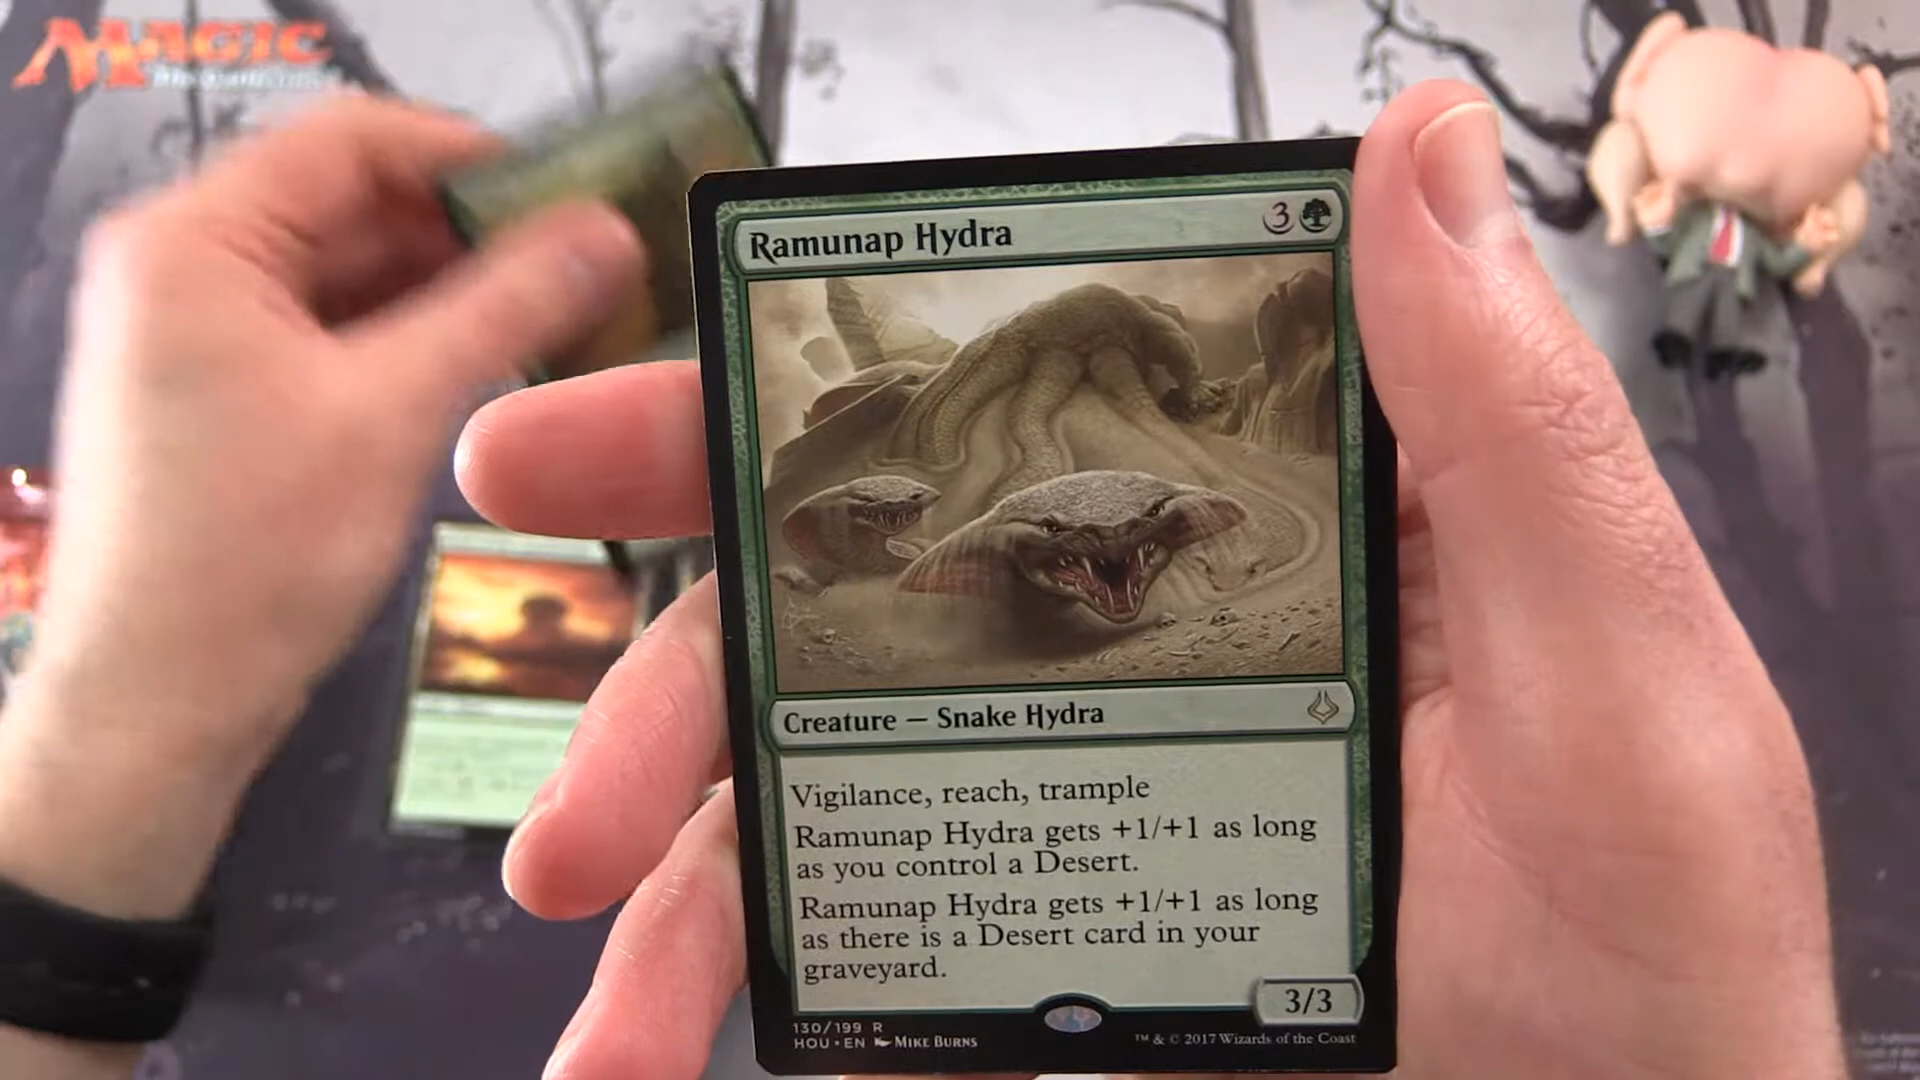 MAGIC
Ramunap Hydra
3
Creature — Snake Hydra
Vigilance, reach, trample
Ramunap Hydra gets +1/+1 as long
as you control a Desert.
Ramunap Hydra gets +1/+1 as long
as there is a Desert card in your
graveyard.
3/3
130/199 R
HOU • EN MIKE BURNS
™ & © 2017 Wizards of the Coast